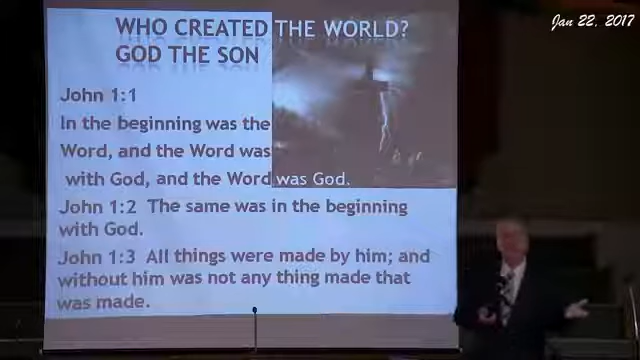 Jan 22, 2017
WHO CREATED THE WORLD?
GOD THE SON
John 1:1
In the beginning was the
Word, and the Word was
with God, and the Word was God.
John 1:2 The same was in the beginning
with God.
John 1:3 All things were made by him; and
without him was not any thing made that
was made.